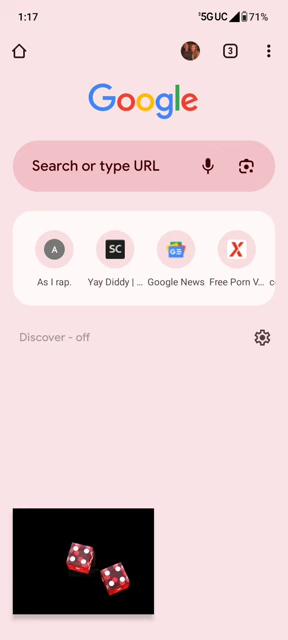 1:17
5G UC 71%
3
Google
Search or type URL
A
SC
GE
X
As I rap.
Yay Diddy | ...
Google News
Free Porn V...
Discover - off